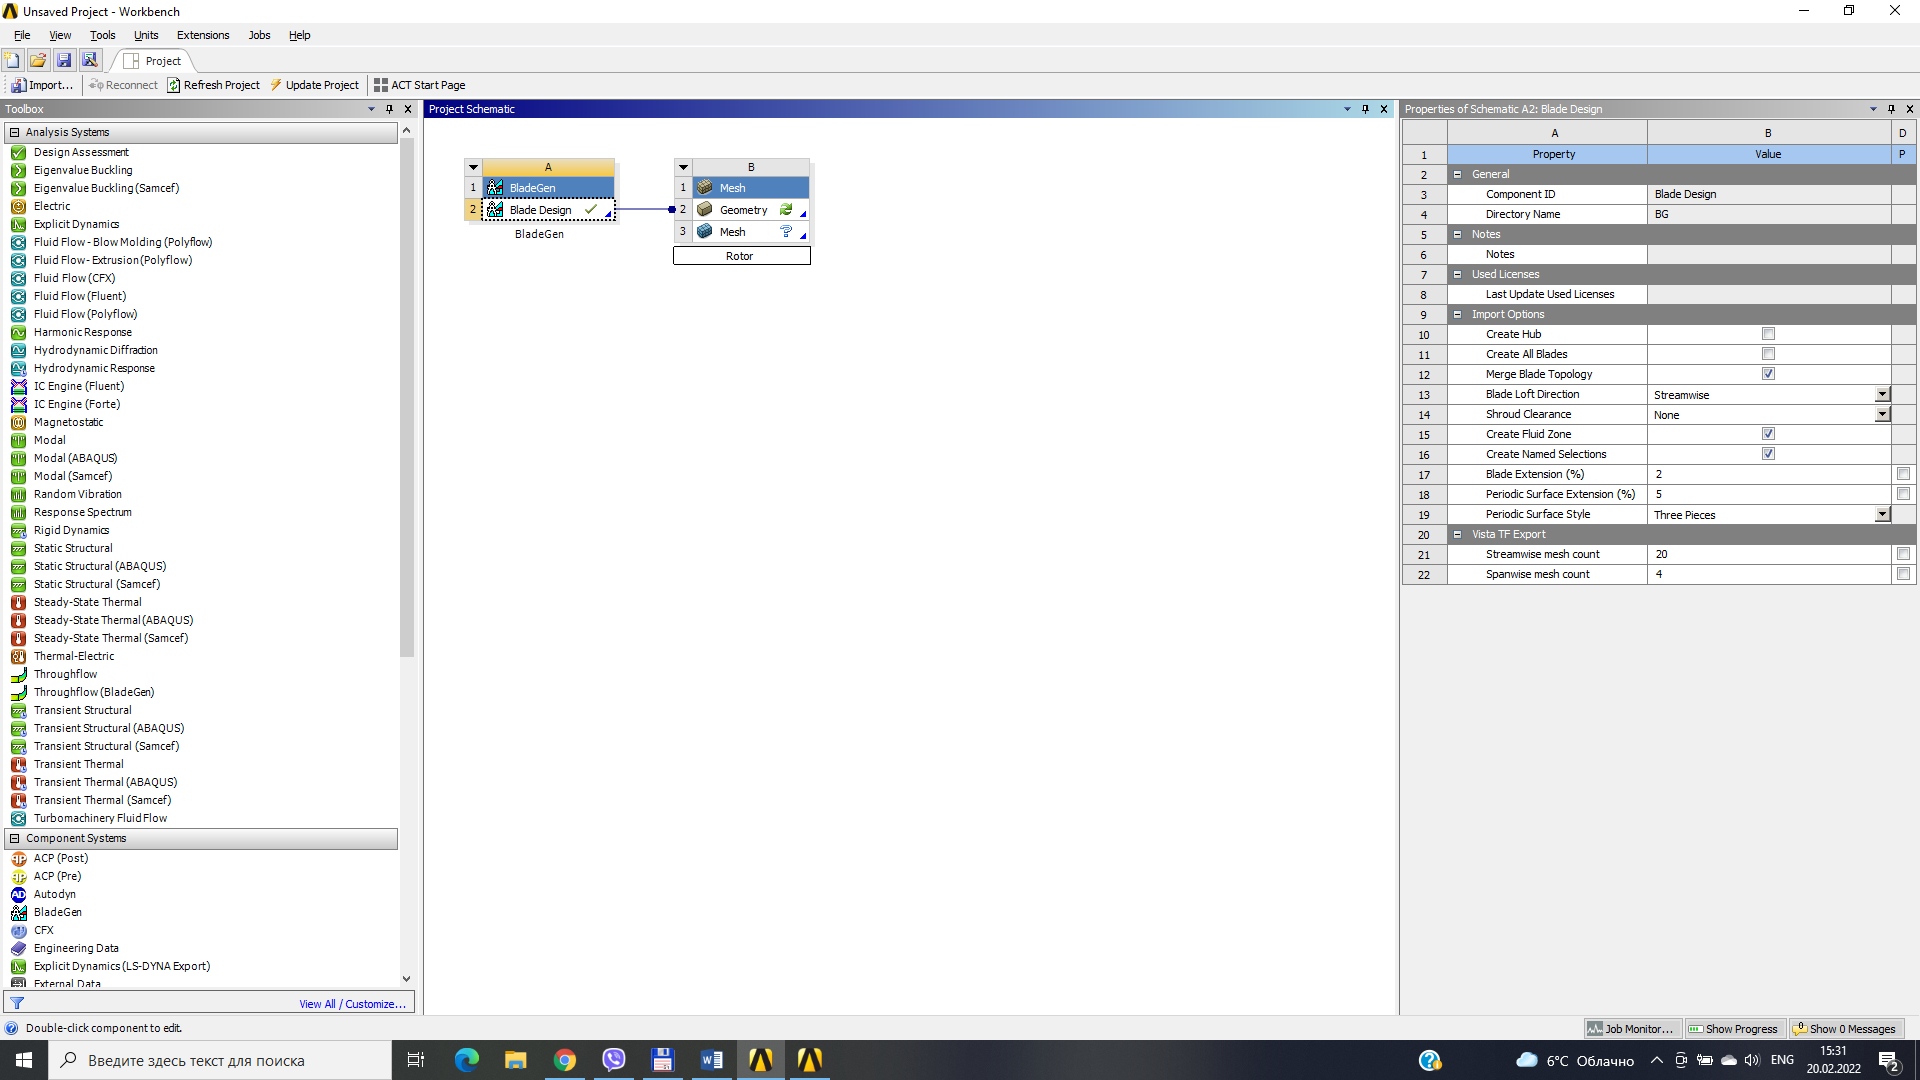 Unsaved Project - Workbench
File View Tools Units Extensions Jobs Help
Project
Import... Reconnect Refresh Project Update Project ACT Start Page
Toolbox
Analysis Systems
Design Assessment
Eigenvalue Buckling
Eigenvalue Buckling (Samcef)
Electric
Explicit Dynamics
Fluid Flow - Blow Molding (Polyflow)
Fluid Flow- Extrusion (Polyflow)
Fluid Flow (CFX)
Fluid Flow (Fluent)
Fluid Flow (Polyflow)
Harmonic Response
Hydrodynamic Diffraction
Hydrodynamic Response
IC Engine (Fluent)
IC Engine (Forte)
Magnetostatic
Modal
Modal (ABAQUS)
Modal (Samcef)
Random Vibration
Response Spectrum
Rigid Dynamics
Static Structural
Static Structural (ABAQUS)
Static Structural (Samcef)
Steady-State Thermal
Steady-State Thermal (ABAQUS)
Steady-State Thermal (Samcef)
Thermal-Electric
Throughflow
Throughflow (BladeGen)
Transient Structural
Transient Structural (ABAQUS)
Transient Structural (Samcef)
Transient Thermal
Transient Thermal (ABAQUS)
Transient Thermal (Samcef)
Turbomachinery Fluid Flow
Component Systems
ACP (Post)
ACP (Pre)
Autodyn
BladeGen
CFX
Engineering Data
Explicit Dynamics (LS-DYNA Export)
External Data
View All / Customize...
Project Schematic
A
1 BladeGen
2 Blade Design
BladeGen
B
1 Mesh
2 Geometry
3 Mesh
Rotor
Properties of Schematic A2: Blade Design
A B D
1 Property Value P
2 General
3 Component ID Blade Design
4 Directory Name BG
5 Notes
6 Notes
7 Used Licenses
8 Last Update Used Licenses
9 Import Options
10 Create Hub
11 Create All Blades
12 Merge Blade Topology
13 Blade Loft Direction Streamwise
14 Shroud Clearance None
15 Create Fluid Zone
16 Create Named Selections
17 Blade Extension (%) 2
18 Periodic Surface Extension (%) 5
19 Periodic Surface Style Three Pieces
20 Vista TF Export
21 Streamwise mesh count 20
22 Spanwise mesh count 4
Double-click component to edit.
Job Monitor... Show Progress Show 0 Messages
Введите здесь текст для поиска
6°C Облачно ENG
15:31
20.02.2022
2